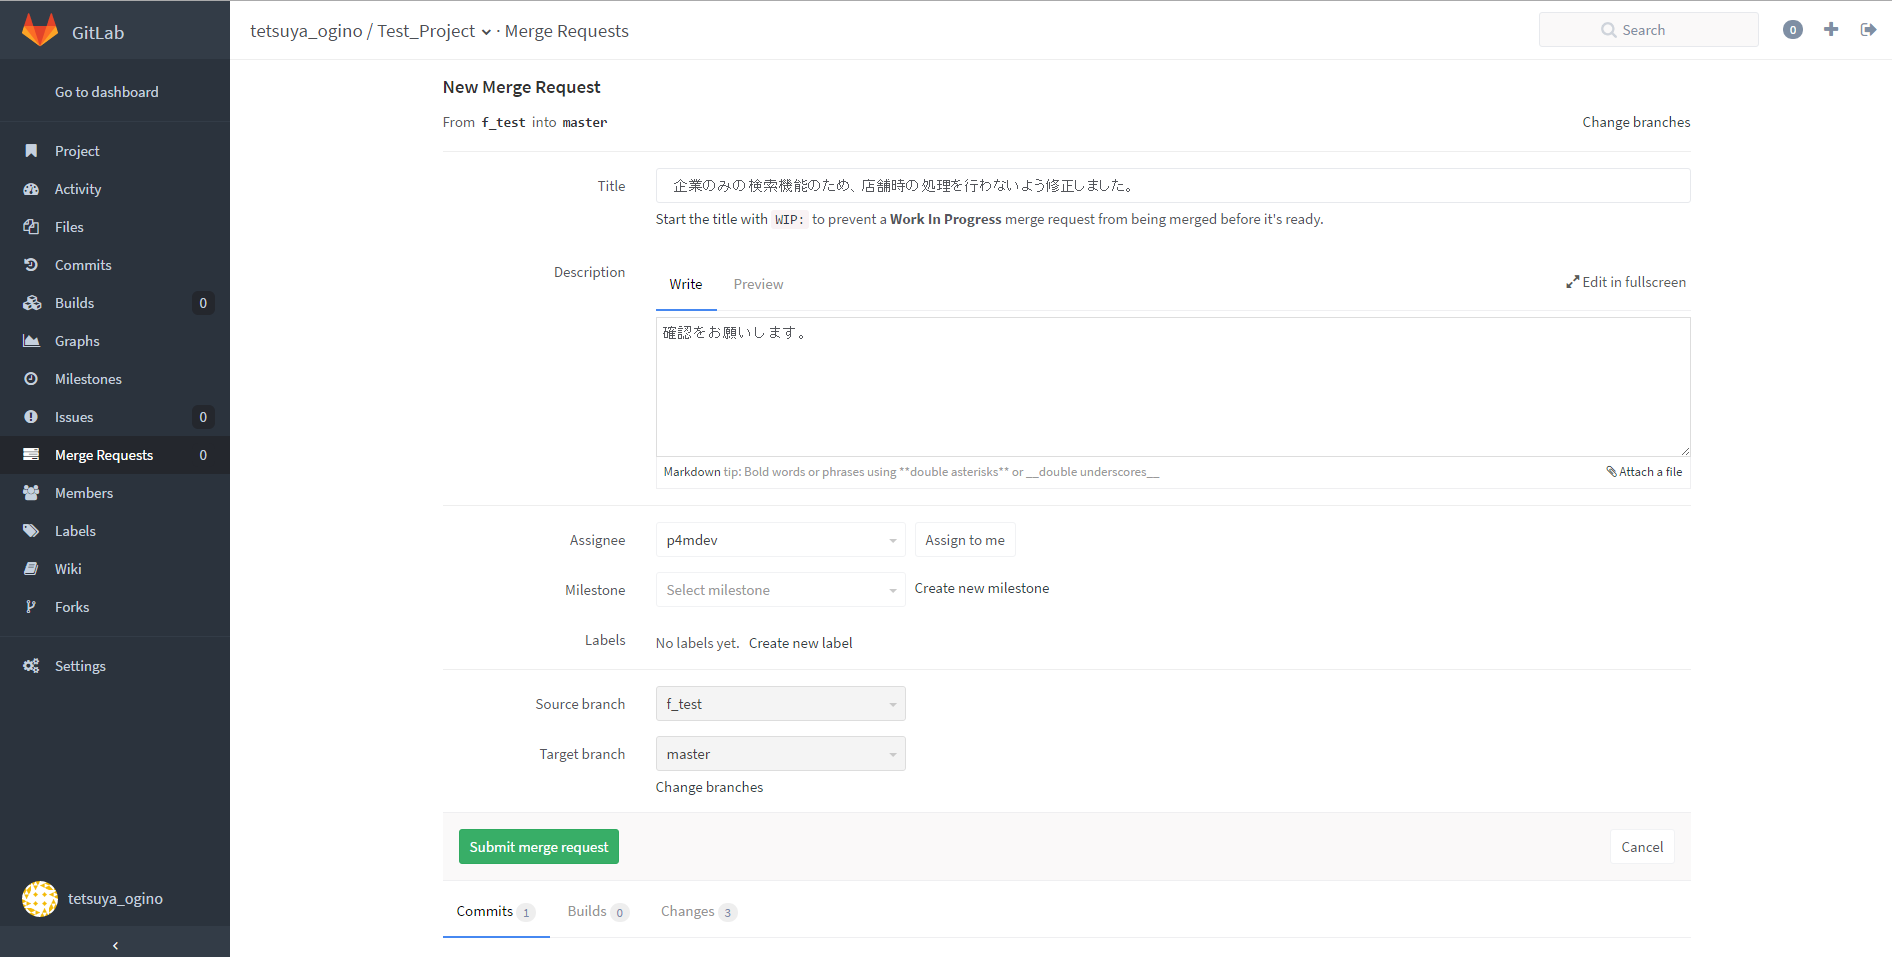 GitLab
tetsuya_ogino / Test_Project · Merge Requests
Search
0
Go to dashboard
Project
Activity
Files
Commits
Builds 0
Graphs
Milestones
Issues 0
Merge Requests 0
Members
Labels
Wiki
Forks
Settings
tetsuya_ogino
New Merge Request
From f_test into master
Change branches
Title
企業のみの検索機能のため、店舗時の処理を行わないよう修正しました。
Start the title with WIP: to prevent a Work In Progress merge request from being merged before it's ready.
Description
Write Preview
Edit in fullscreen
確認をお願いします。
Markdown tip: Bold words or phrases using **double asterisks** or __double underscores__
Attach a file
Assignee
p4mdev
Assign to me
Milestone
Select milestone
Create new milestone
Labels
No labels yet. Create new label
Source branch
f_test
Target branch
master
Change branches
Submit merge request
Cancel
Commits 1 Builds 0 Changes 3